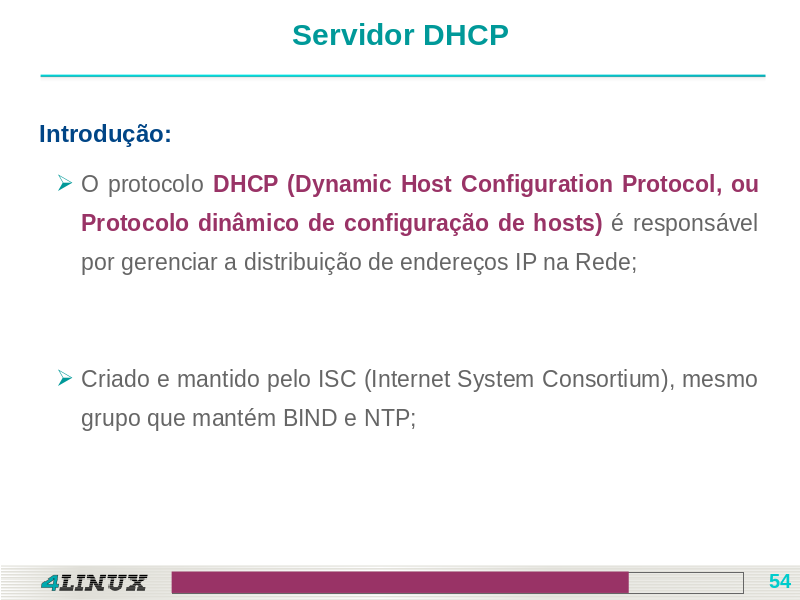 Servidor DHCP
Introdução:
O protocolo DHCP (Dynamic Host Configuration Protocol, ou
Protocolo dinâmico de configuração de hosts) é responsável
por gerenciar a distribuição de endereços IP na Rede;
Criado e mantido pelo ISC (Internet System Consortium), mesmo
grupo que mantém BIND e NTP;
4LINUX
54